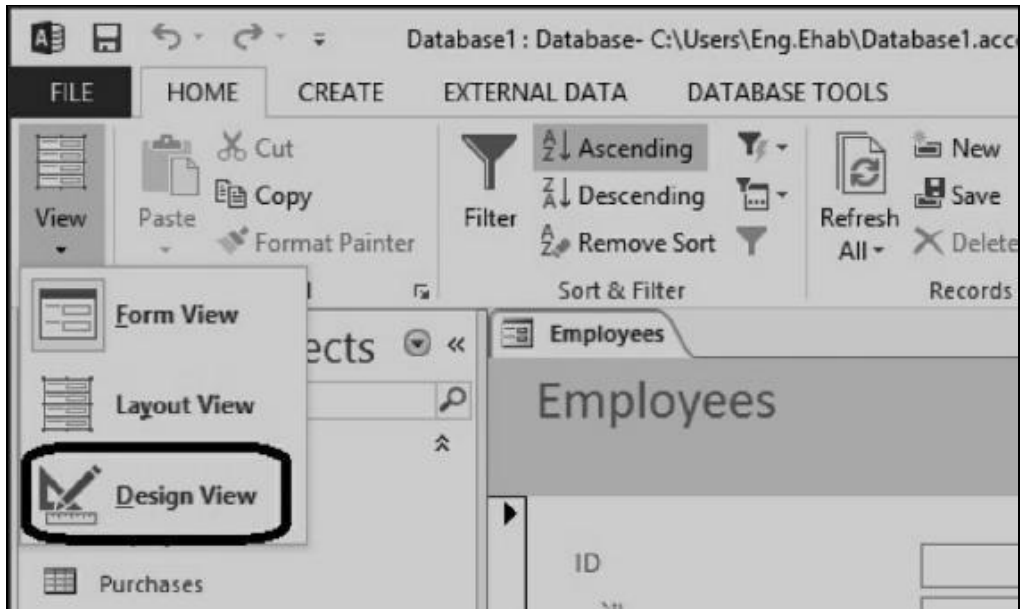 Database1 : Database- C:\Users\Eng.Ehab\Database1.acc
FILE HOME CREATE EXTERNAL DATA DATABASE TOOLS
View
Paste
Cut
Copy
Format Painter
Filter
Ascending
Descending
Remove Sort
Sort & Filter
Refresh
All
New
Save
Delete
Records
Form View
Layout View
Design View
ects
Purchases
Employees
Employees
ID